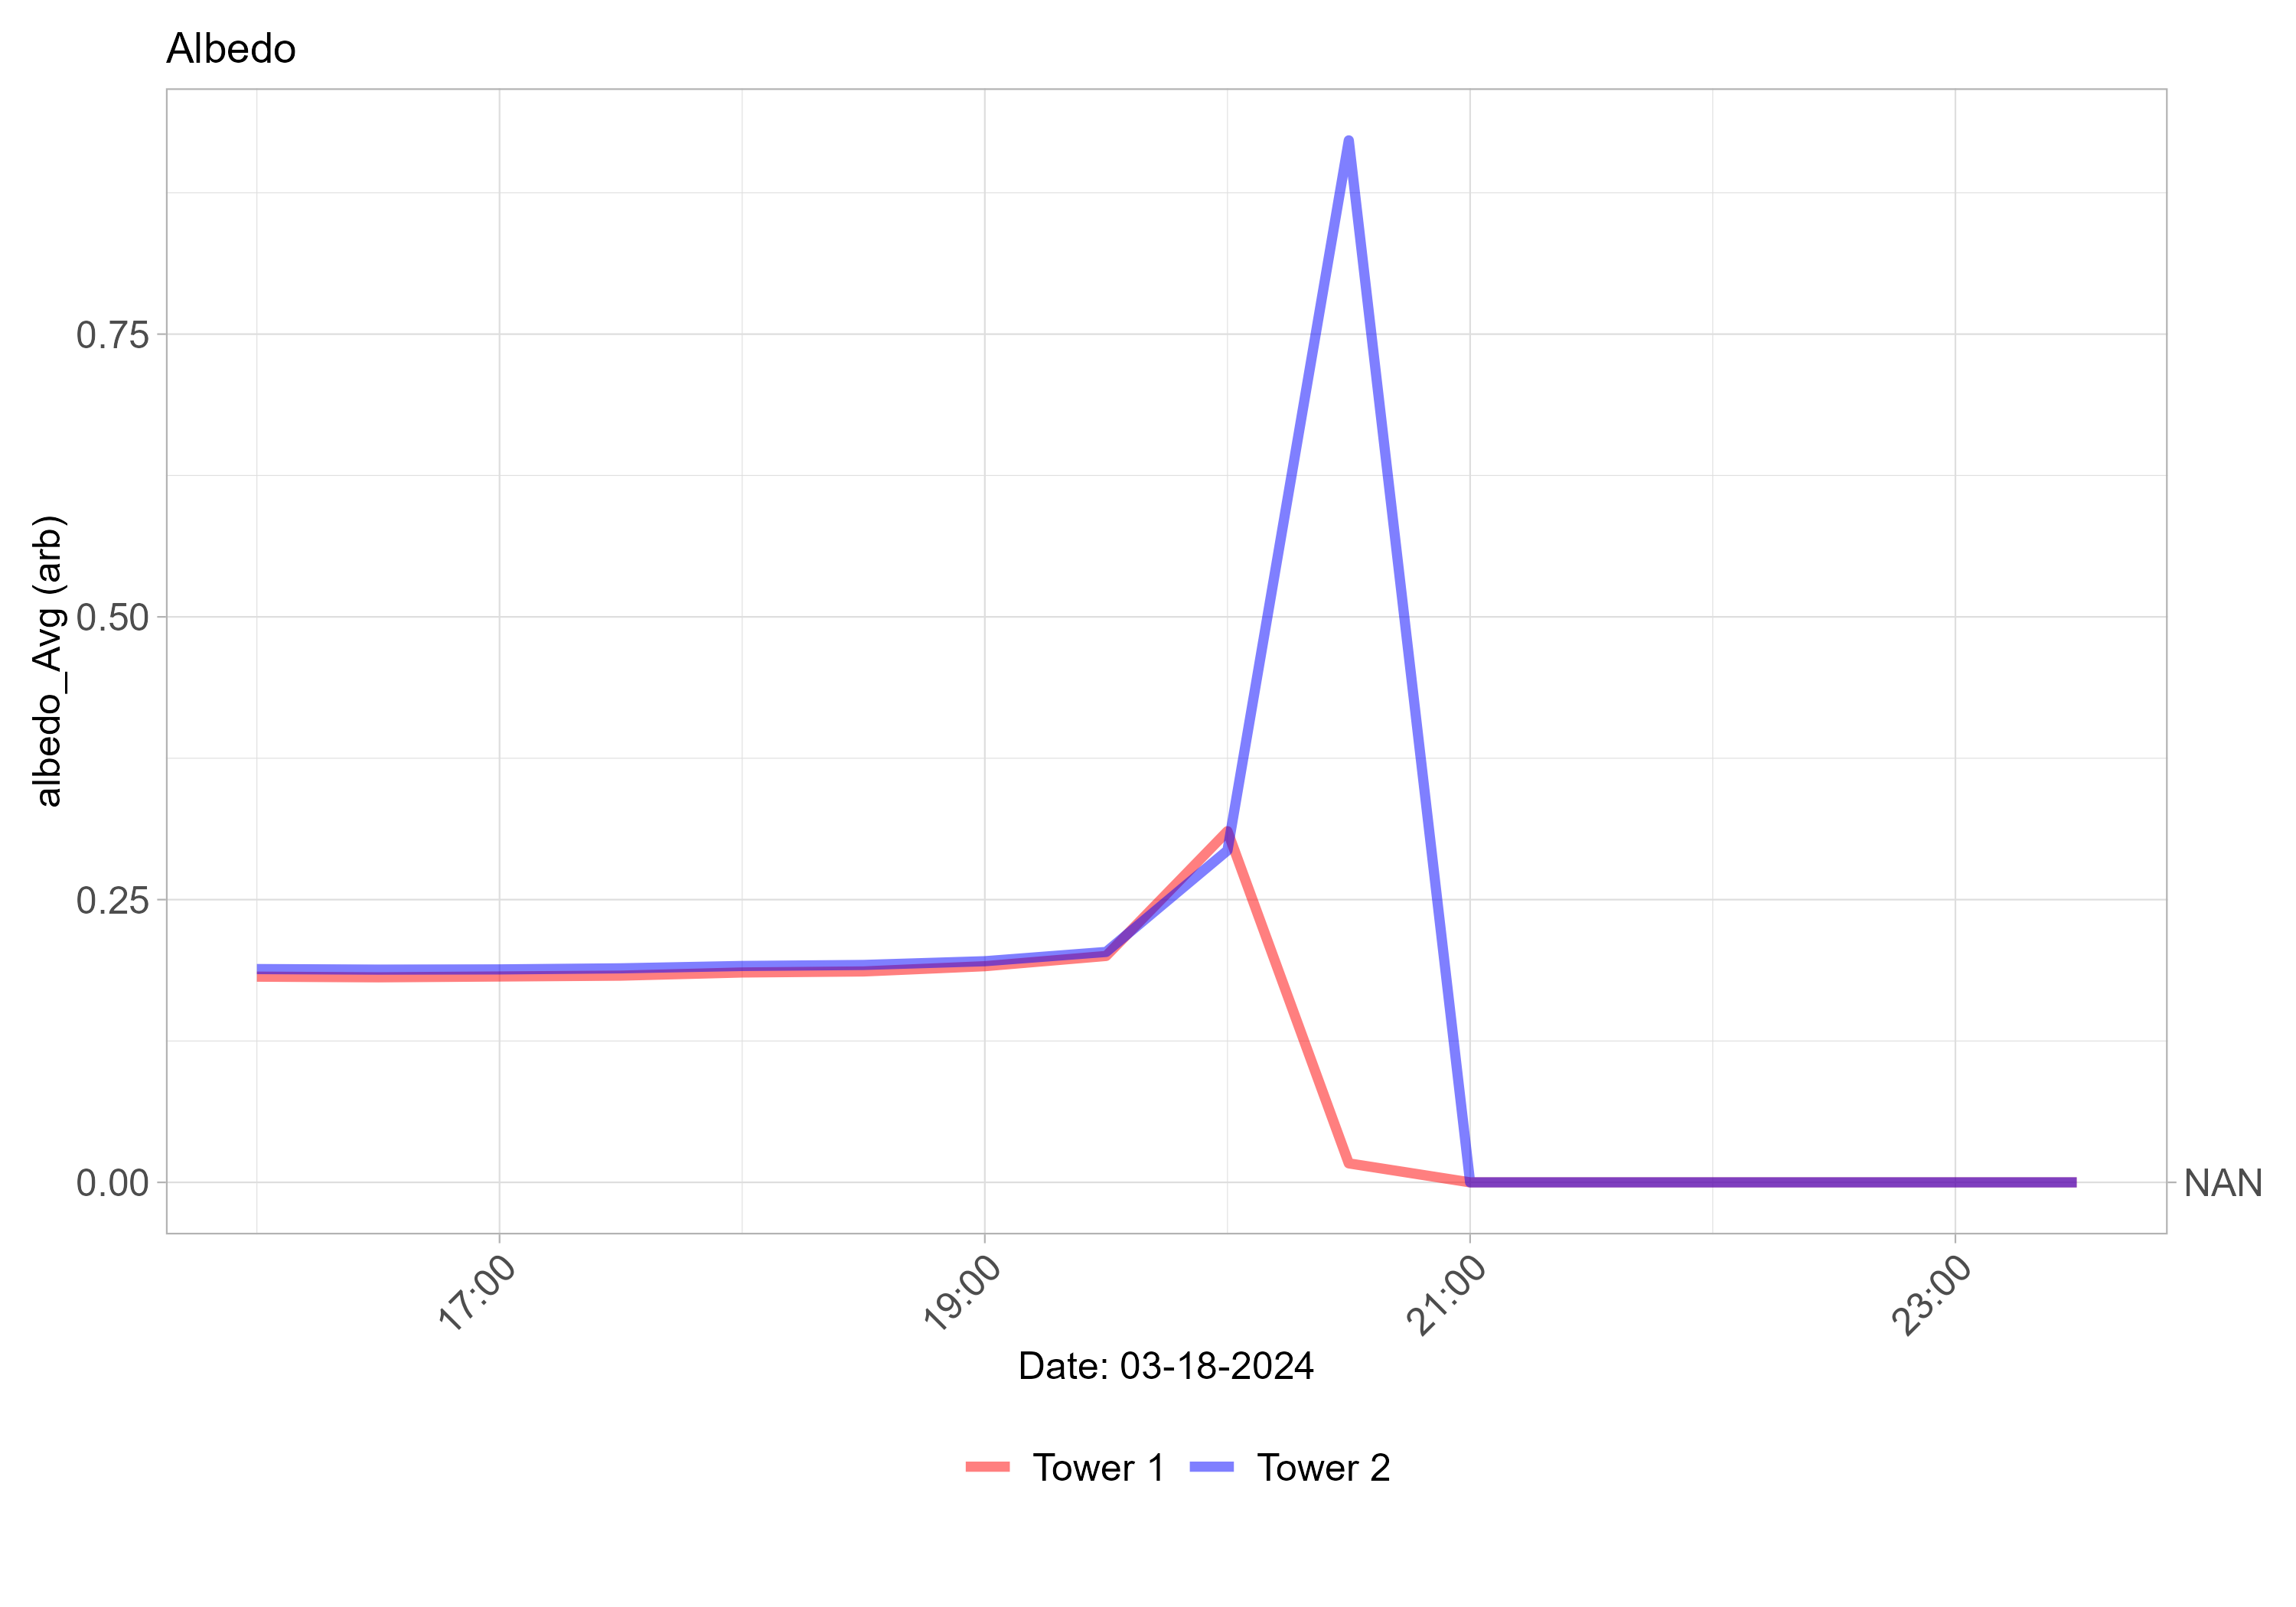 Albedo
albedo_Avg (arb)
0.75
0.50
0.25
0.00
NAN
17:00
19:00
21:00
23:00
Date: 03-18-2024
Tower 1
Tower 2